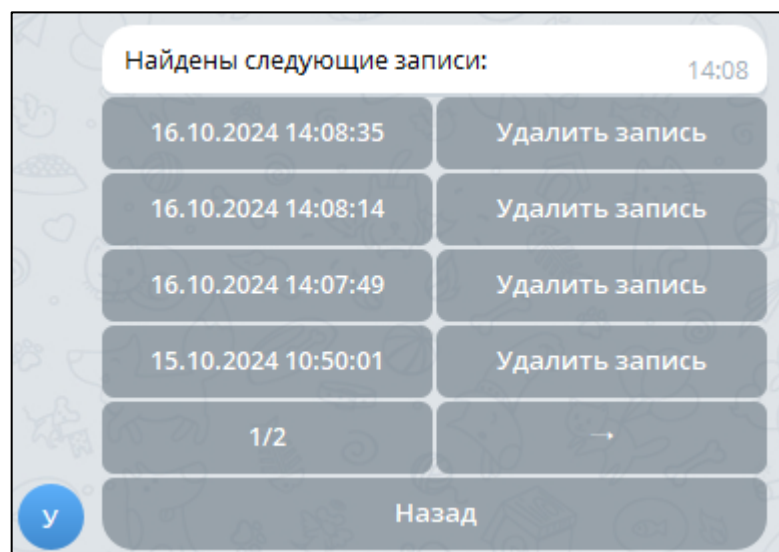 Найдены следующие записи:
14:08
16.10.2024 14:08:35 Удалить запись
16.10.2024 14:08:14 Удалить запись
16.10.2024 14:07:49 Удалить запись
15.10.2024 10:50:01 Удалить запись
1/2 →
Назад
У